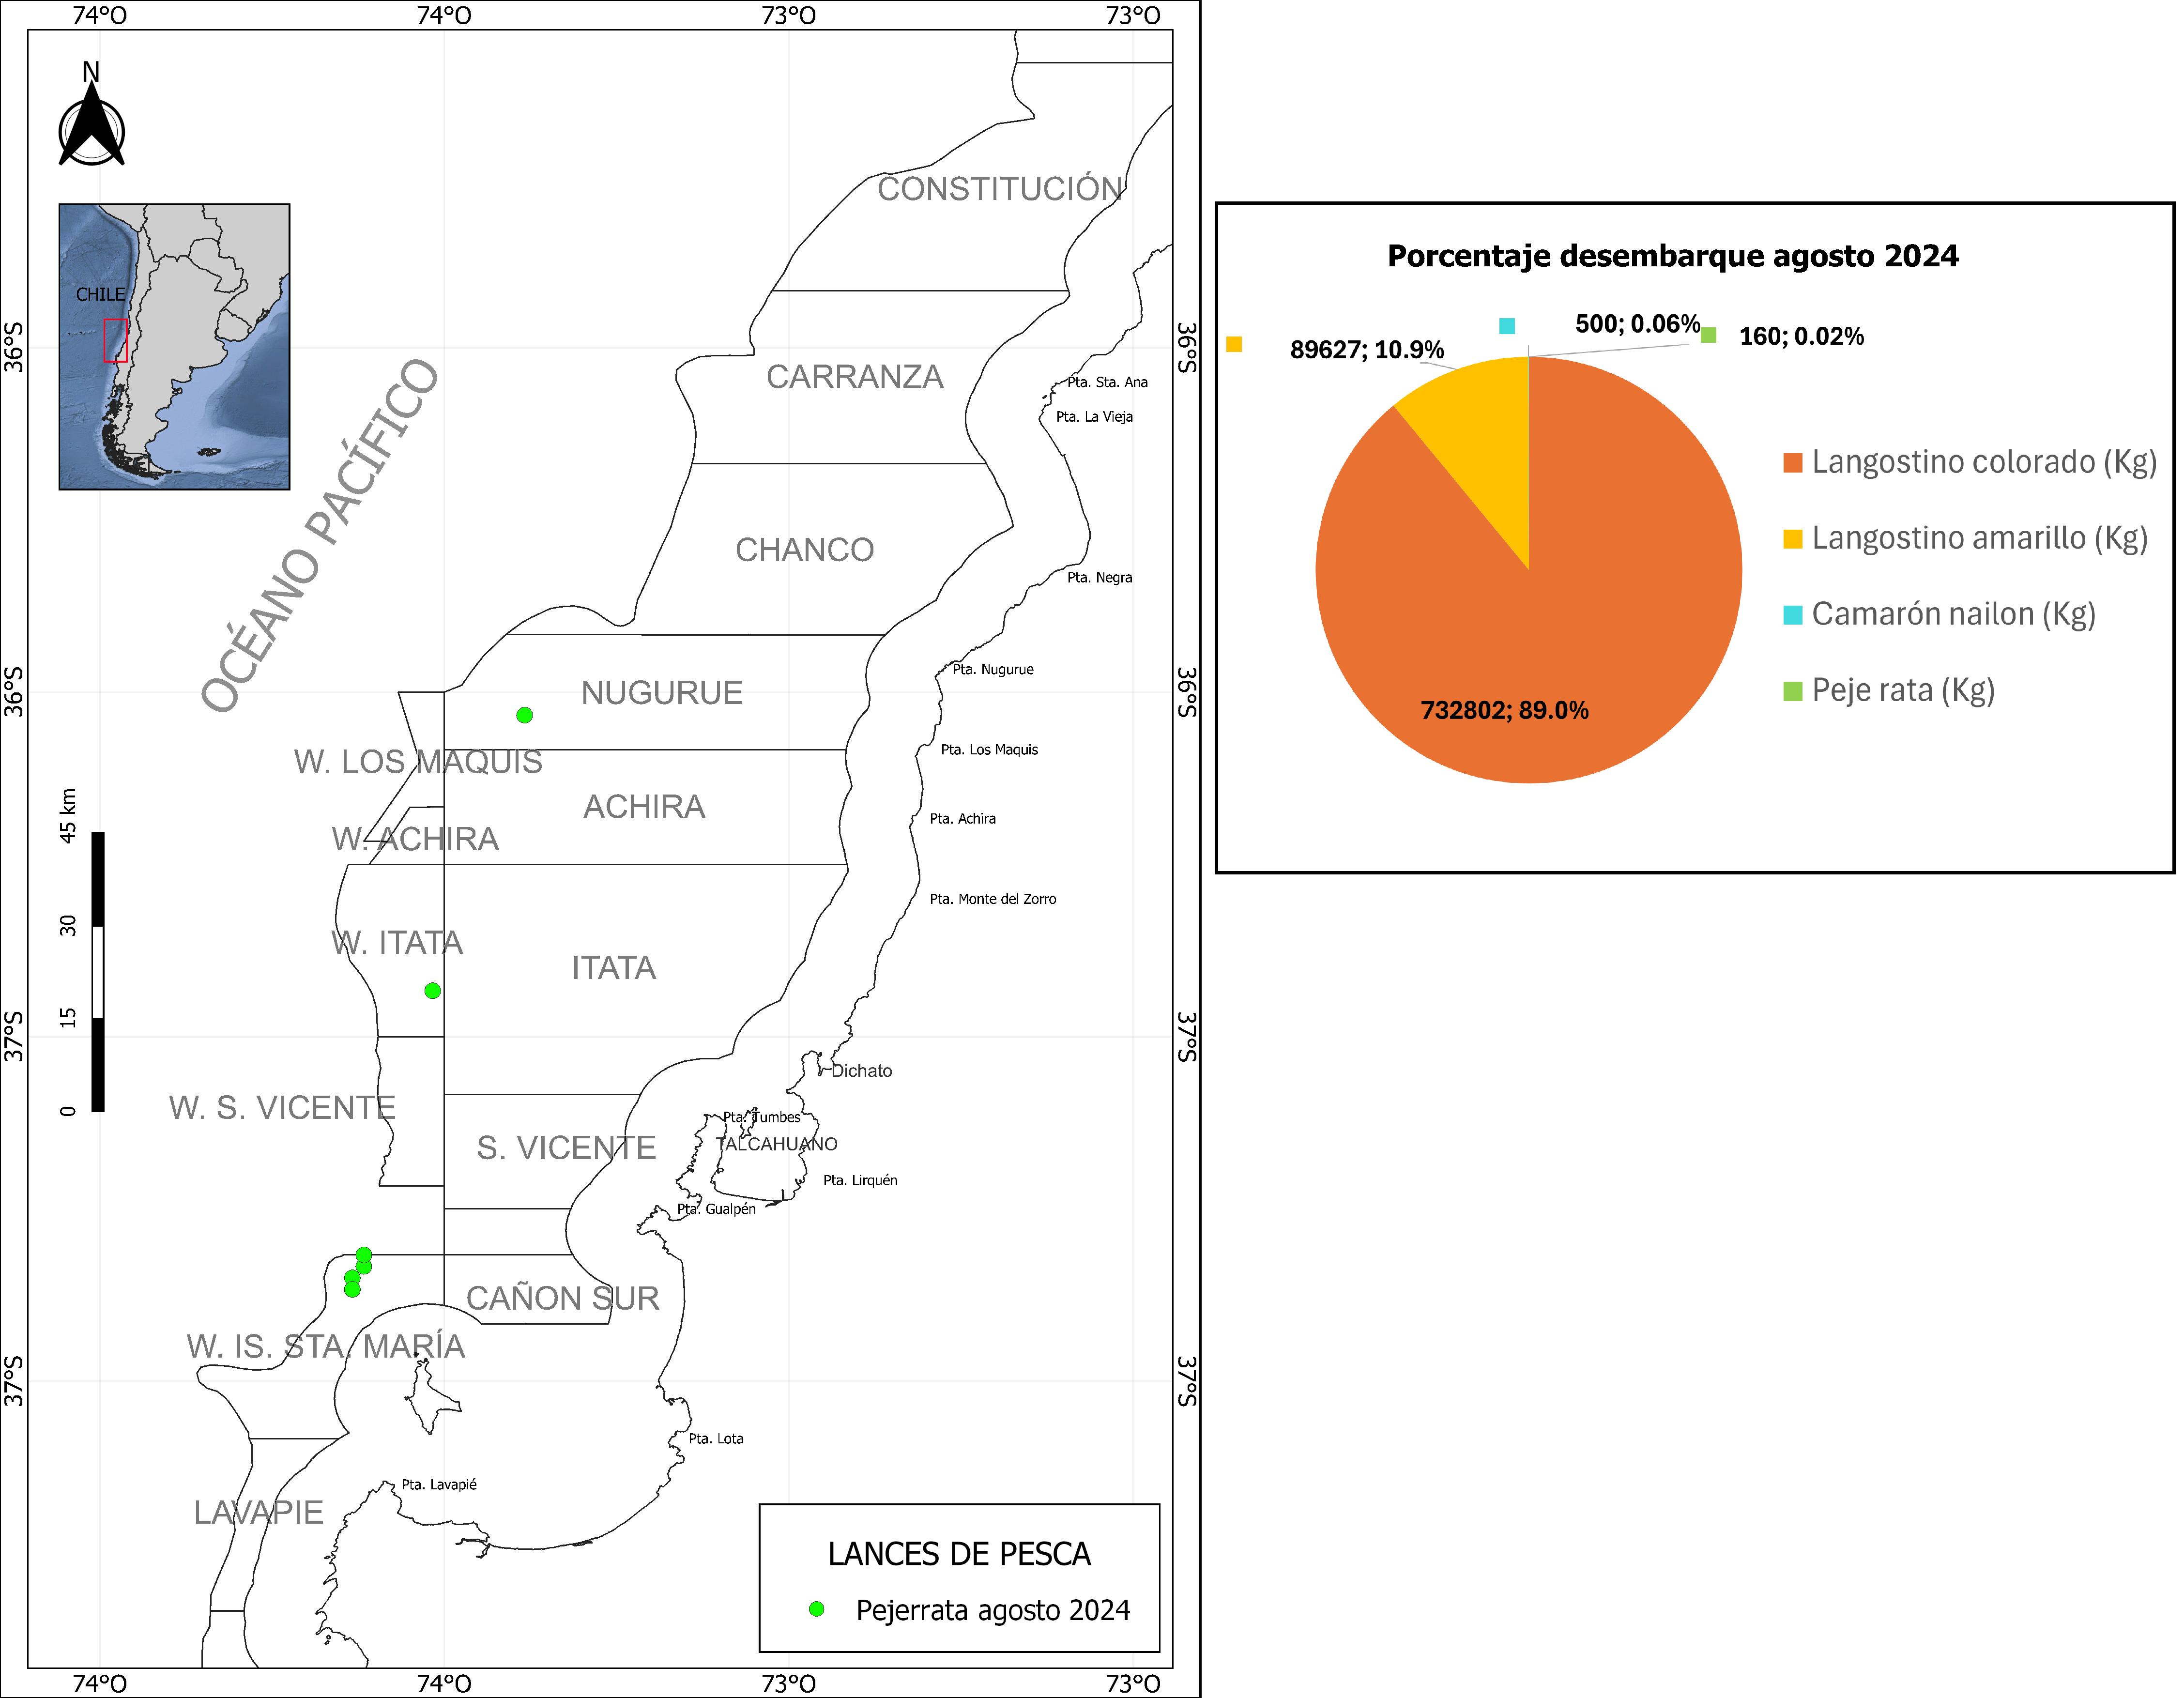 74°O 74°O 73°O 73°O
N
CONSTITUCIÓN
CHILE
36°S
36°S
OCÉANO PACÍFICO
CARRANZA
Pta. Sta. Ana
Pta. La Vieja
CHANCO
Pta. Negra
36°S
36°S
NUGURUE
Pta. Nugurue
W. LOS MAQUIS
Pta. Los Maquis
ACHIRA
Pta. Achira
W. ACHIRA
45 km
30
15
0
Pta. Monte del Zorro
W. ITATA
ITATA
37°S
37°S
Dichato
W. S. VICENTE
Pta. Tumbes
S. VICENTE
TALCAHUANO
Pta. Lirquén
Pta. Gualpén
CAÑON SUR
W. IS. STA. MARÍA
37°S
37°S
Pta. Lota
Pta. Lavapié
LAVAPIE
LANCES DE PESCA
Pejerrata agosto 2024
74°O 74°O 73°O 73°O
Porcentaje desembarque agosto 2024
89627; 10.9%
500; 0.06%
160; 0.02%
732802; 89.0%
Langostino colorado (Kg)
Langostino amarillo (Kg)
Camarón nailon (Kg)
Peje rata (Kg)